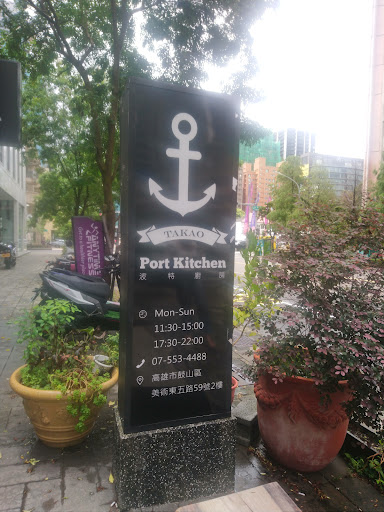 TAKAO
Port Kitchen
波特廚房
Mon-Sun
11:30-15:00
17:30-22:00
07-553-4488
高雄市鼓山區
美術東五路59號2樓